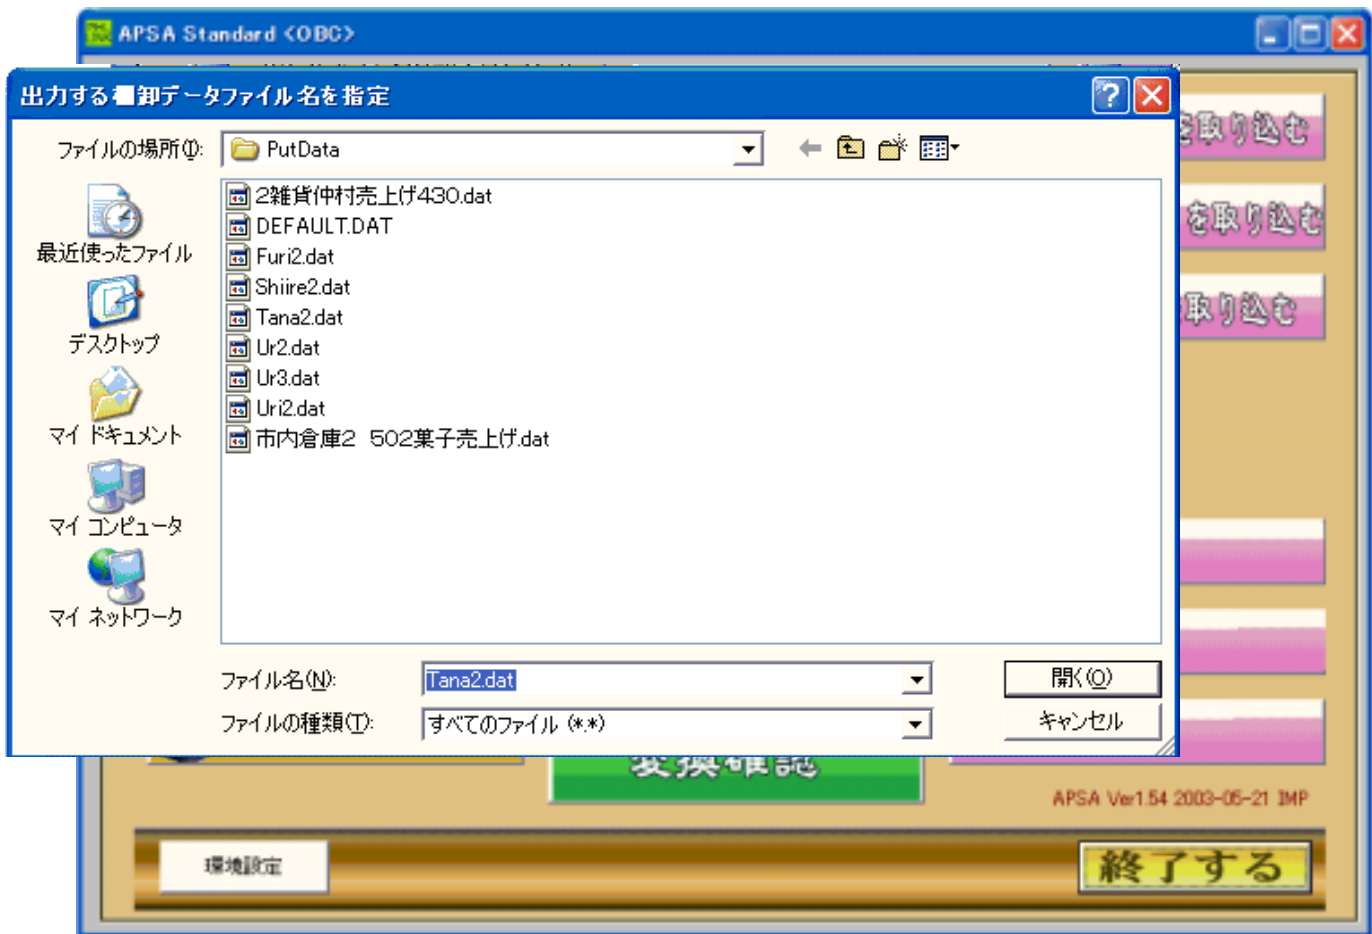 APSA Standard <OBC>
出力する棚卸データファイル名を指定
ファイルの場所(I):
PutData
2雑貨仲村売上げ430.dat
DEFAULT.DAT
Furi2.dat
Shiire2.dat
Tana2.dat
Ur2.dat
Ur3.dat
Uri2.dat
市内倉庫2 502菓子売上げ.dat
最近使ったファイル
デスクトップ
マイ ドキュメント
マイ コンピュータ
マイ ネットワーク
ファイル名(N):
Tana2.dat
開く(O)
ファイルの種類(T):
すべてのファイル (*.*)
キャンセル
を取り込む
を取り込む
取り込む
変換確認
APSA Ver1.54 2003-05-21 IMP
環境設定
終了する